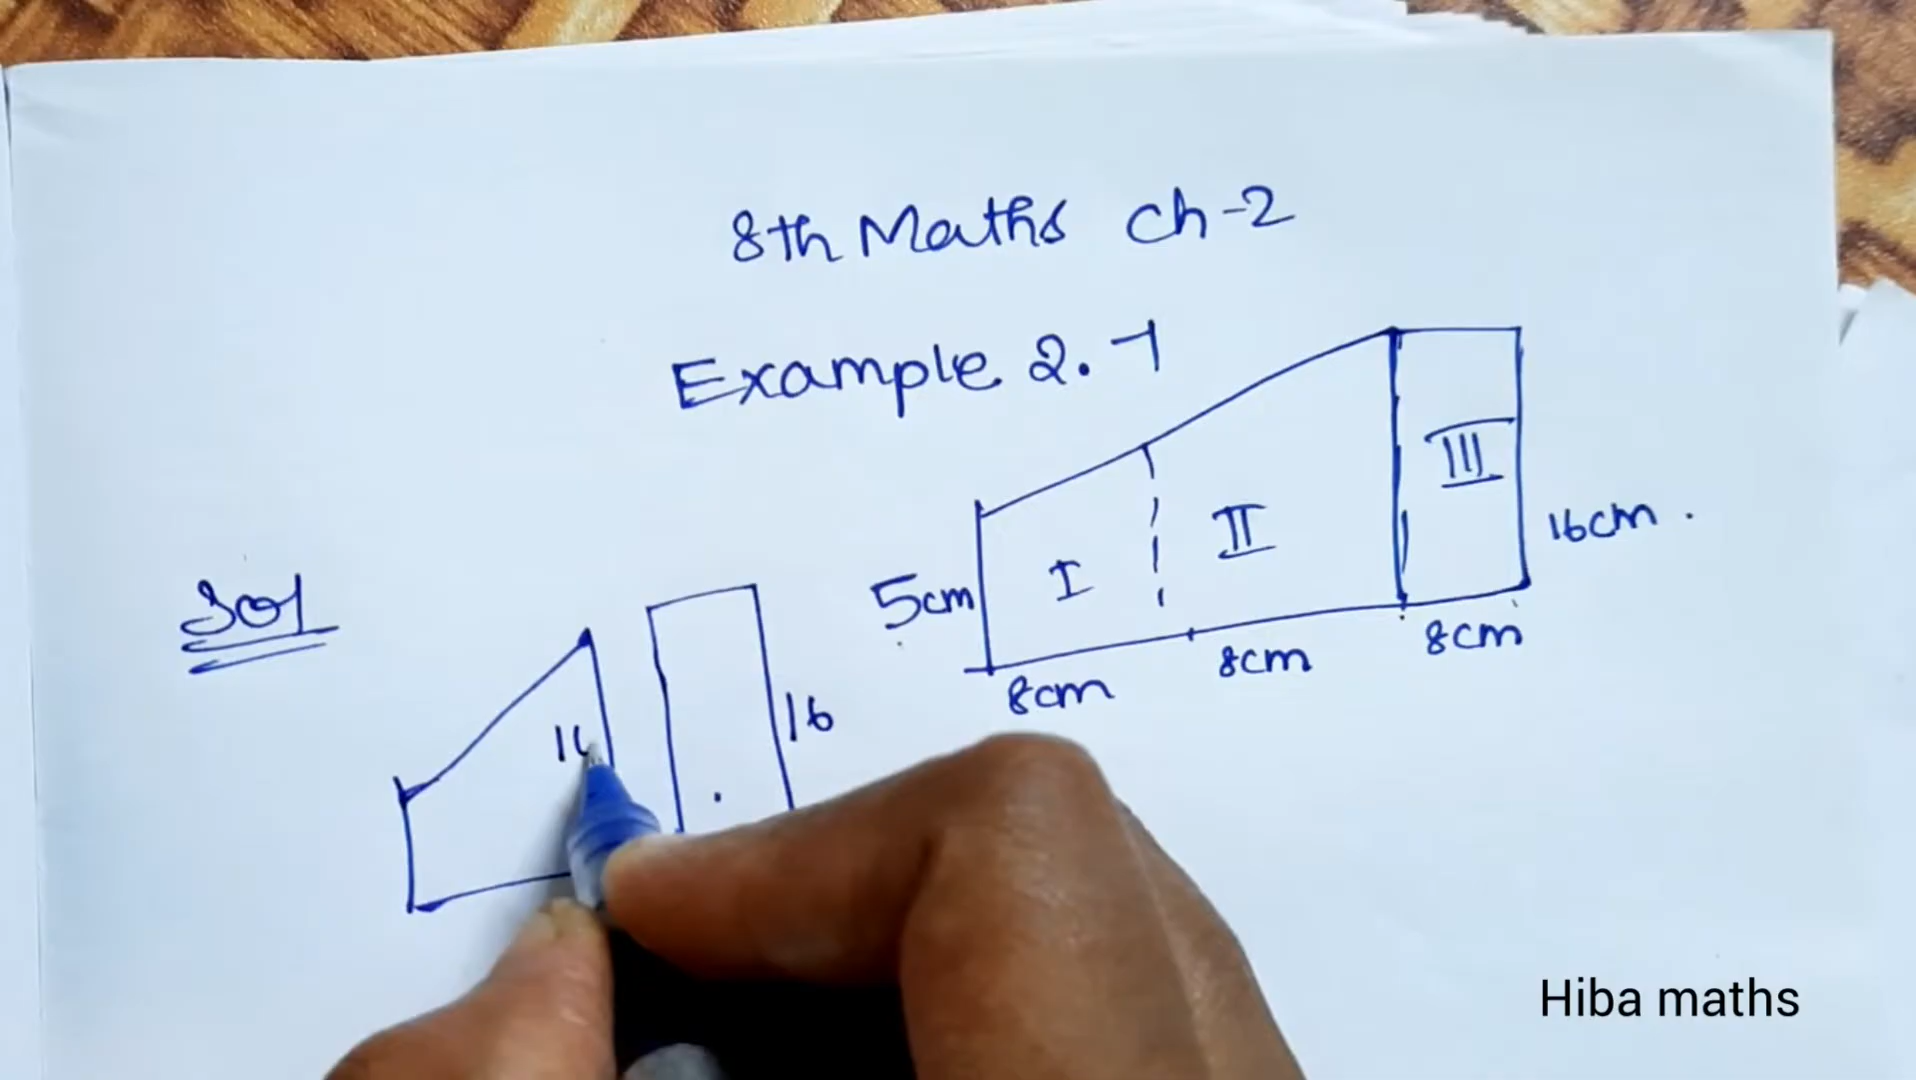 8th Maths Ch-2
Example 2.7
III
16cm.
II
5cm
I
8cm
8cm
8cm
Sol
16
Hiba maths